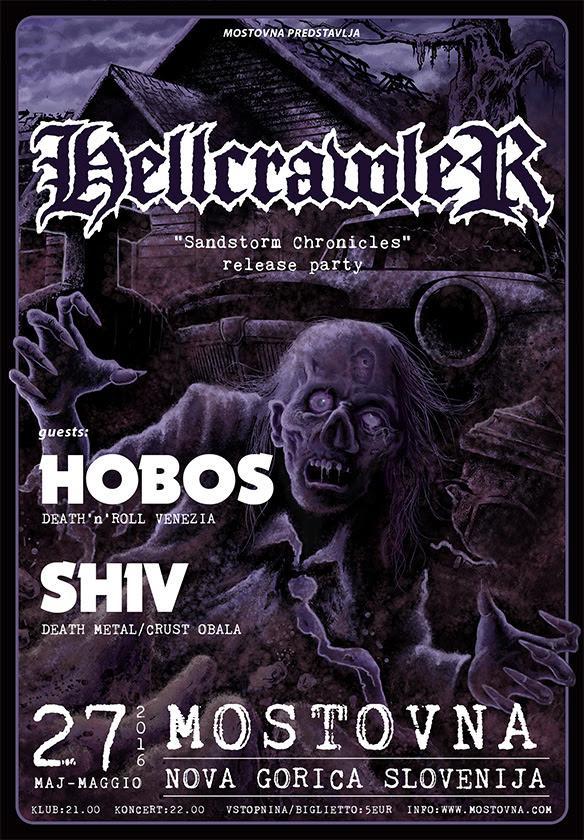 MOSTOVNA PREDSTAVLJA
HellcrawleR
"Sandstorm Chronicles"
release party
guests:
HOBOS
DEATH'n'ROLL VENEZIA
SHIV
DEATH METAL/CRUST OBALA
27 2016 MOSTOVNA
MAJ-MAGGIO NOVA GORICA SLOVENIJA
KLUB:21.00 KONCERT:22.00 VSTOPNINA/BIGLIETTO:5EUR INFO:WWW.MOSTOVNA.COM